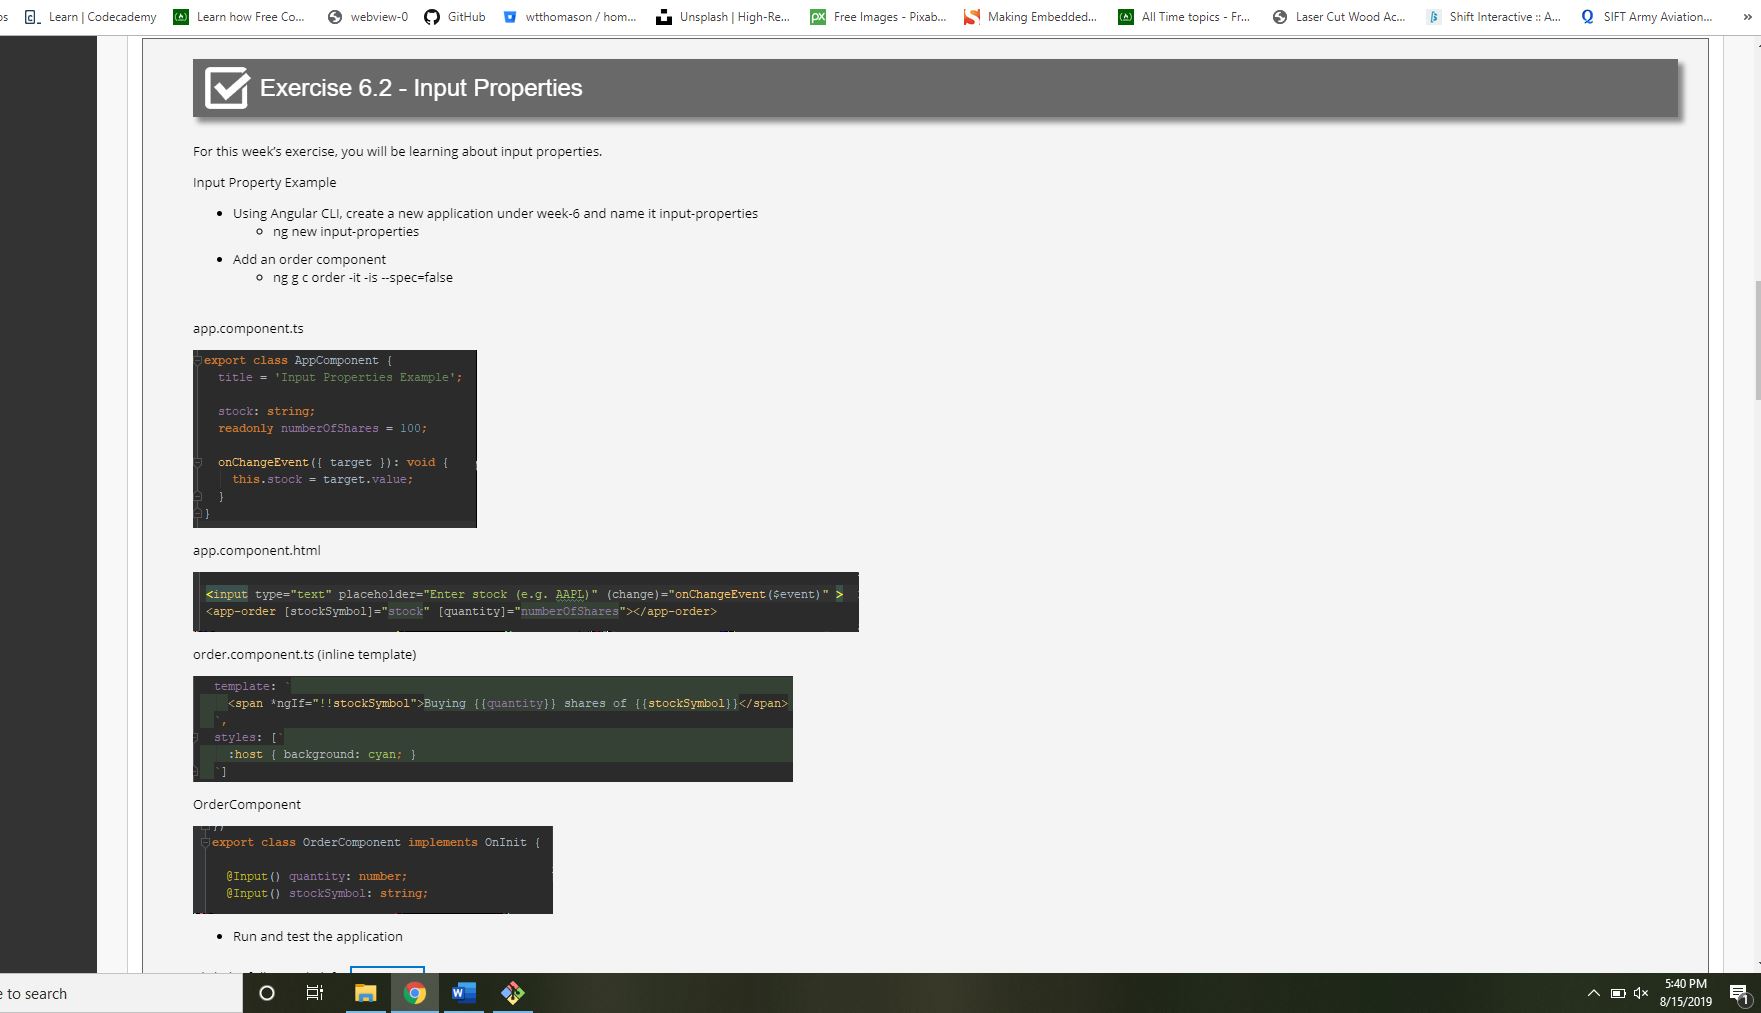 os Learn | Codecademy Learn how Free Co... webview-0 GitHub wtthomason / hom... Unsplash | High-Re... Free Images - Pixab... Making Embedded... All Time topics - Fr... Laser Cut Wood Ac... Shift Interactive :: A... SIFT Army Aviation... »
Exercise 6.2 - Input Properties
For this week's exercise, you will be learning about input properties.
Input Property Example
• Using Angular CLI, create a new application under week-6 and name it input-properties
ng new input-properties
• Add an order component
ng g c order -it -is --spec=false
app.component.ts
export class AppComponent {
title = 'Input Properties Example';
stock: string;
readonly numberOfShares = 100;
onChangeEvent({ target }): void {
this.stock = target.value;
}
}
app.component.html
<input type="text" placeholder="Enter stock (e.g. AAPL)" (change)="onChangeEvent($event)" >
<app-order [stockSymbol]="stock" [quantity]="numberOfShares"></app-order>
order.component.ts (inline template)
template: `
<span *ngIf="!!stockSymbol">Buying {{quantity}} shares of {{stockSymbol}}</span>
`,
styles: [`
:host { background: cyan; }
`]
OrderComponent
})
export class OrderComponent implements OnInit {
@Input() quantity: number;
@Input() stockSymbol: string;
• Run and test the application
e to search
5:40 PM
8/15/2019
1